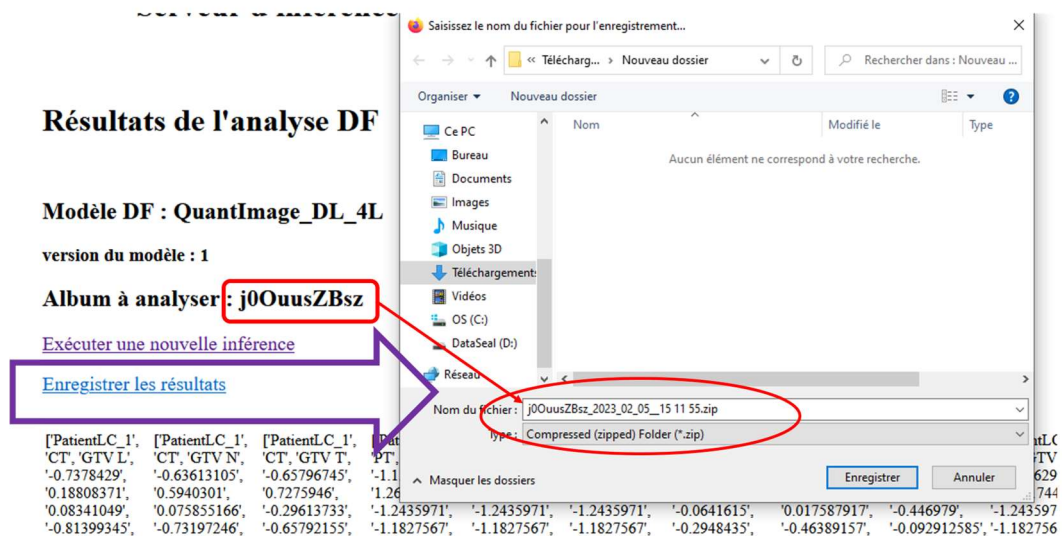 Saisissez le nom du fichier pour l'enregistrement...
« Télécharg... › Nouveau dossier
Rechercher dans : Nouveau ...
Organiser
Nouveau dossier
Ce PC
Bureau
Documents
Images
Musique
Objets 3D
Téléchargements
Vidéos
OS (C:)
DataSeal (D:)
Réseau
Nom
Modifié le
Type
Aucun élément ne correspond à votre recherche.
Nom du fichier : j0OuusZBsz_2023_02_05__15 11 55.zip
Type : Compressed (zipped) Folder (*.zip)
Masquer les dossiers
Enregistrer
Annuler
Serveur d'inférence
Résultats de l'analyse DF
Modèle DF : QuantImage_DL_4L
version du modèle : 1
Album à analyser : j0OuusZBsz
Exécuter une nouvelle inférence
Enregistrer les résultats
['PatientLC_1', ['PatientLC_1', ['PatientLC_1',
'CT', 'GTV L', 'CT', 'GTV N', 'CT', 'GTV T', 'PT',
'-0.7378429', '-0.63613105', '-0.65796745', '-1.1
'0.18808371', '0.5940301', '0.7275946', '1.26
'0.08341049', '0.075855166', '-0.29613733', '-1.2435971', '-1.2435971', '-1.2435971', '-0.0641615', '0.017587917', '-0.446979', '-1.243597
'-0.81399345', '-0.73197246', '-0.65792155', '-1.1827567', '-1.1827567', '-1.1827567', '-0.2948435', '-0.46389157', '-0.092912585', '-1.182756